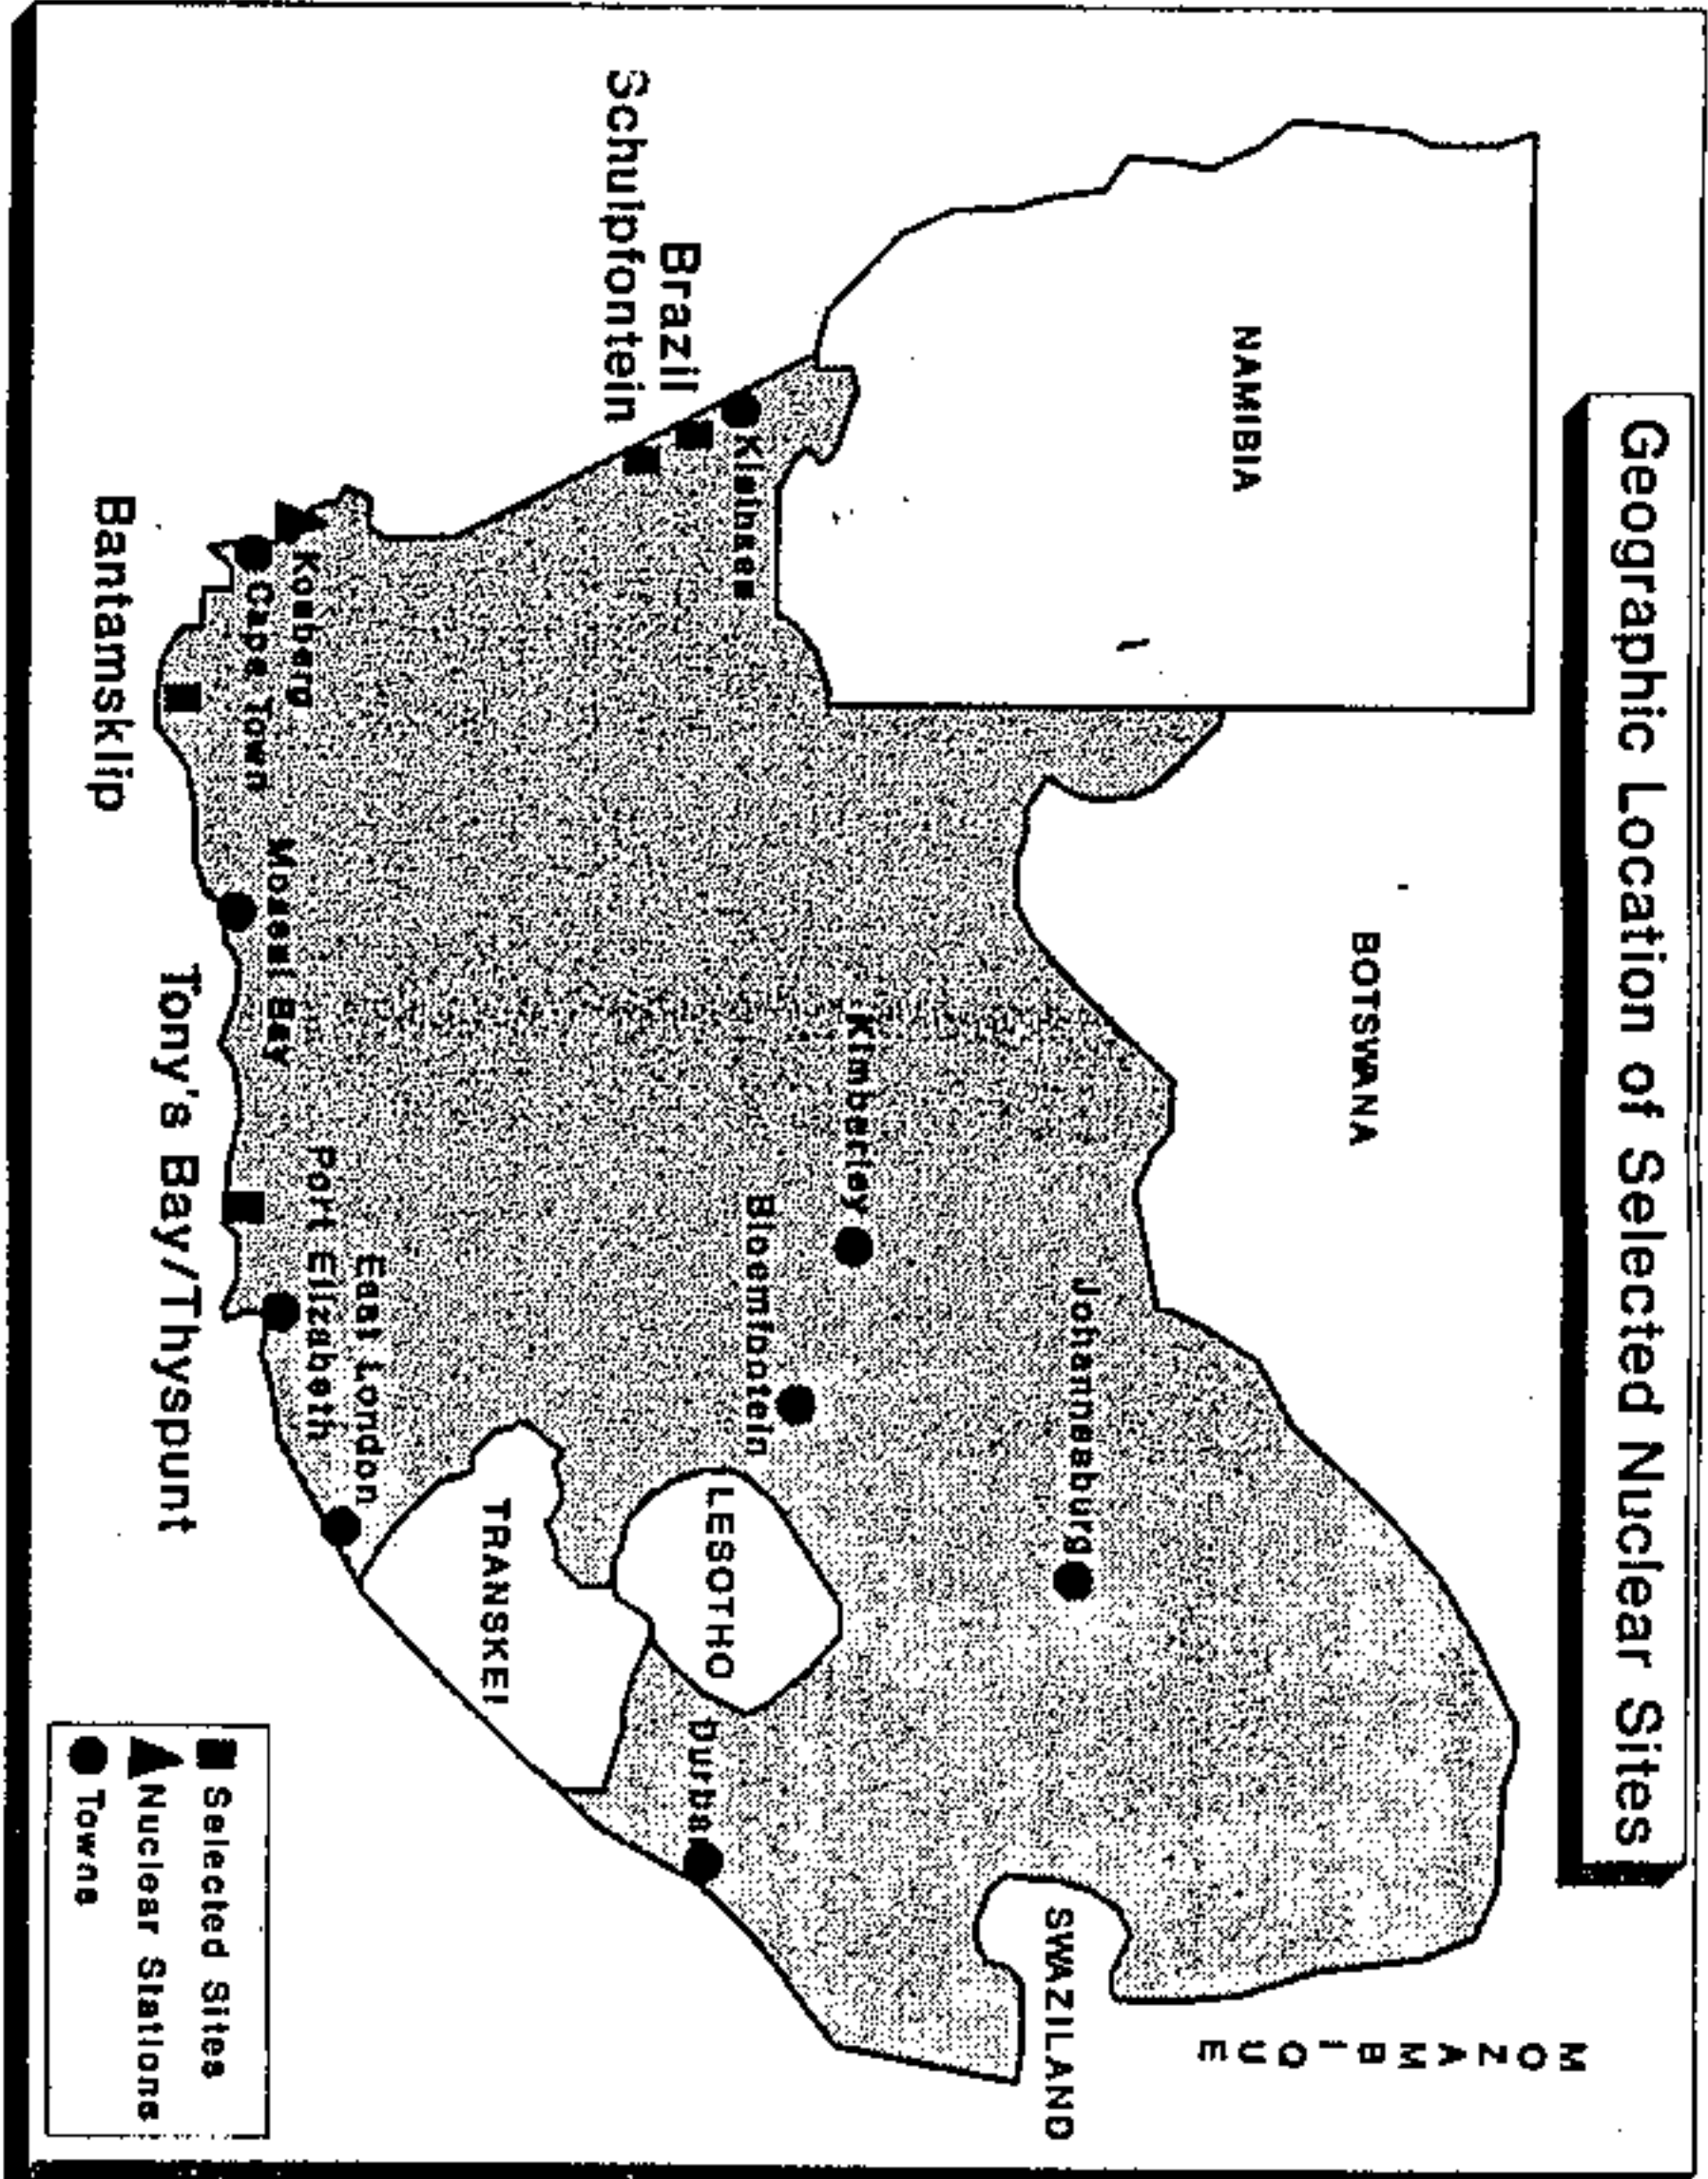 Geographic Location of Selected Nuclear Sites
NAMIBIA
BOTSWANA
MOZAMBIQUE
SWAZILAND
Johannesburg
Kimberley
Bloemfontein
LESOTHO
Durban
TRANSKEI
Kleinsee
Brazil
Schulpfontein
East London
Port Elizabeth
Koeberg
Cape Town
Mossel Bay
Tony's Bay/Thyspunt
Bantamsklip
Selected Sites
Nuclear Stations
Towns